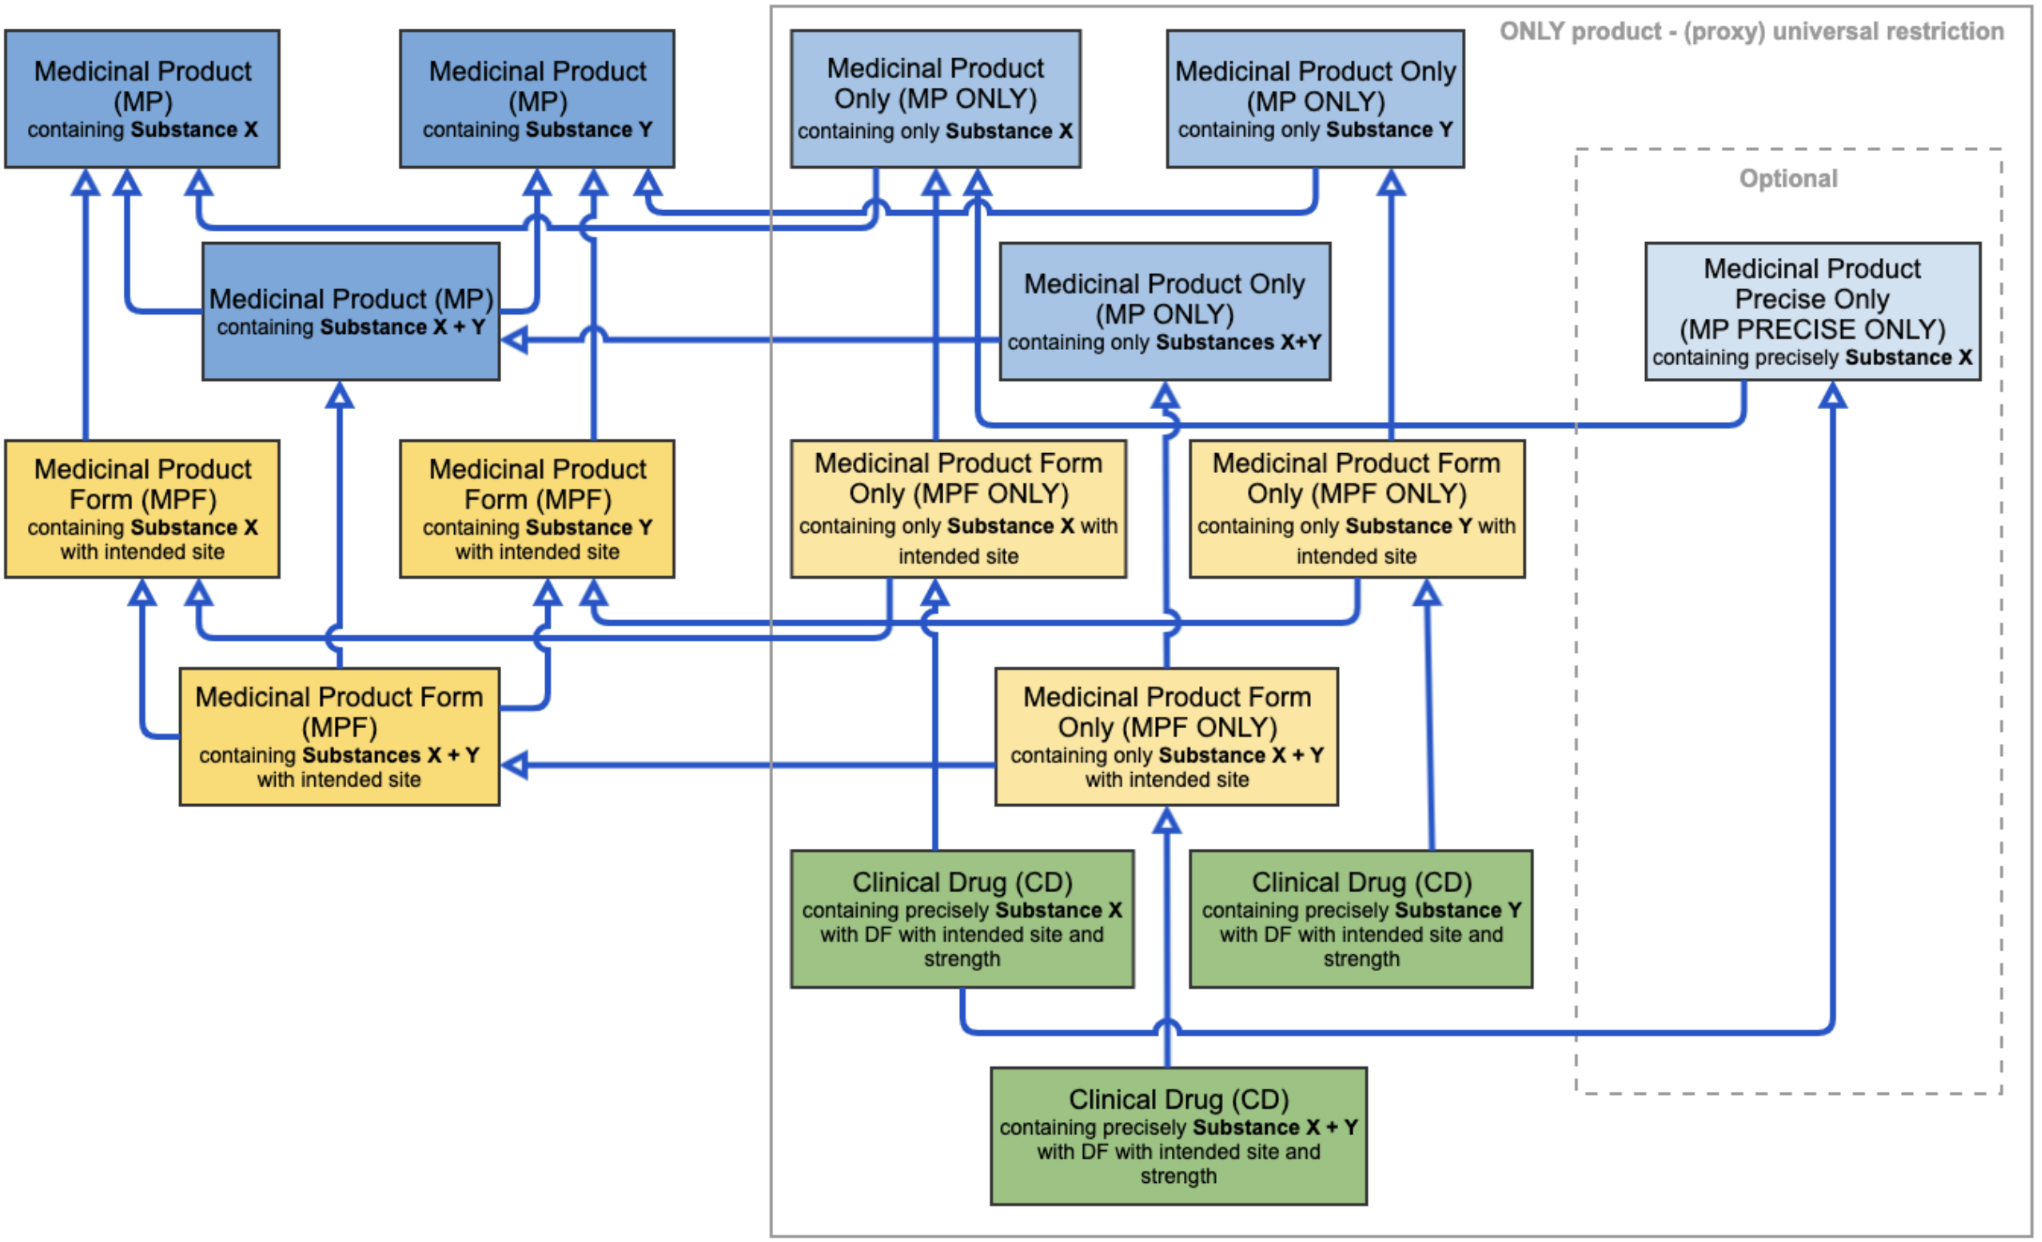 ONLY product - (proxy) universal restriction
Medicinal Product
(MP)
containing Substance X
Medicinal Product
(MP)
containing Substance Y
Medicinal Product
Only (MP ONLY)
containing only Substance X
Medicinal Product Only
(MP ONLY)
containing only Substance Y
Optional
Medicinal Product (MP)
containing Substance X + Y
Medicinal Product Only
(MP ONLY)
containing only Substances X+Y
Medicinal Product
Precise Only
(MP PRECISE ONLY)
containing precisely Substance X
Medicinal Product
Form (MPF)
containing Substance X
with intended site
Medicinal Product
Form (MPF)
containing Substance Y
with intended site
Medicinal Product Form
Only (MPF ONLY)
containing only Substance X with
intended site
Medicinal Product Form
Only (MPF ONLY)
containing only Substance Y with
intended site
Medicinal Product Form
(MPF)
containing Substances X + Y
with intended site
Medicinal Product Form
Only (MPF ONLY)
containing only Substance X + Y
with intended site
Clinical Drug (CD)
containing precisely Substance X
with DF with intended site and
strength
Clinical Drug (CD)
containing precisely Substance Y
with DF with intended site and
strength
Clinical Drug (CD)
containing precisely Substance X + Y
with DF with intended site and
strength